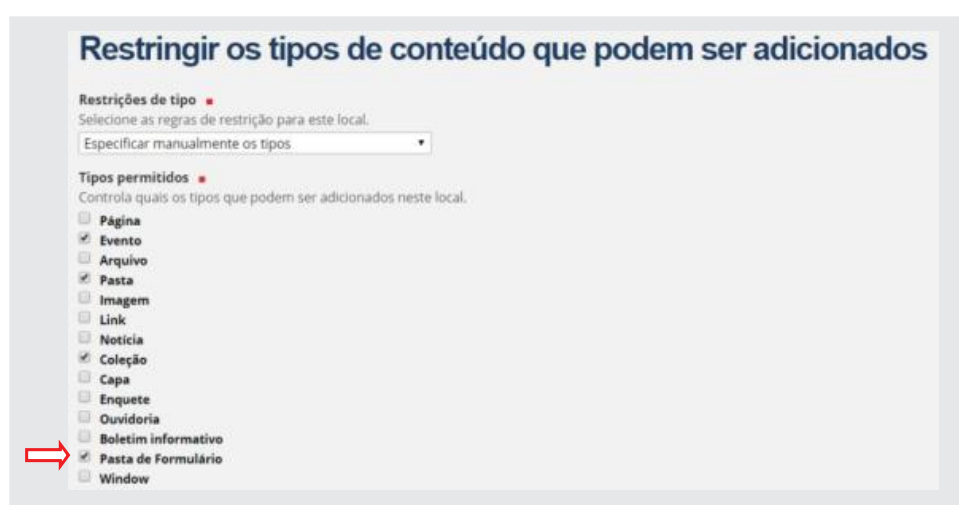 Restringir os tipos de conteúdo que podem ser adicionados
Restrições de tipo
Selecione as regras de restrição para este local.
Especificar manualmente os tipos
Tipos permitidos
Controla quais os tipos que podem ser adicionados neste local.
Página
Evento
Arquivo
Pasta
Imagem
Link
Notícia
Coleção
Capa
Enquete
Ouvidoria
Boletim informativo
Pasta de Formulário
Window